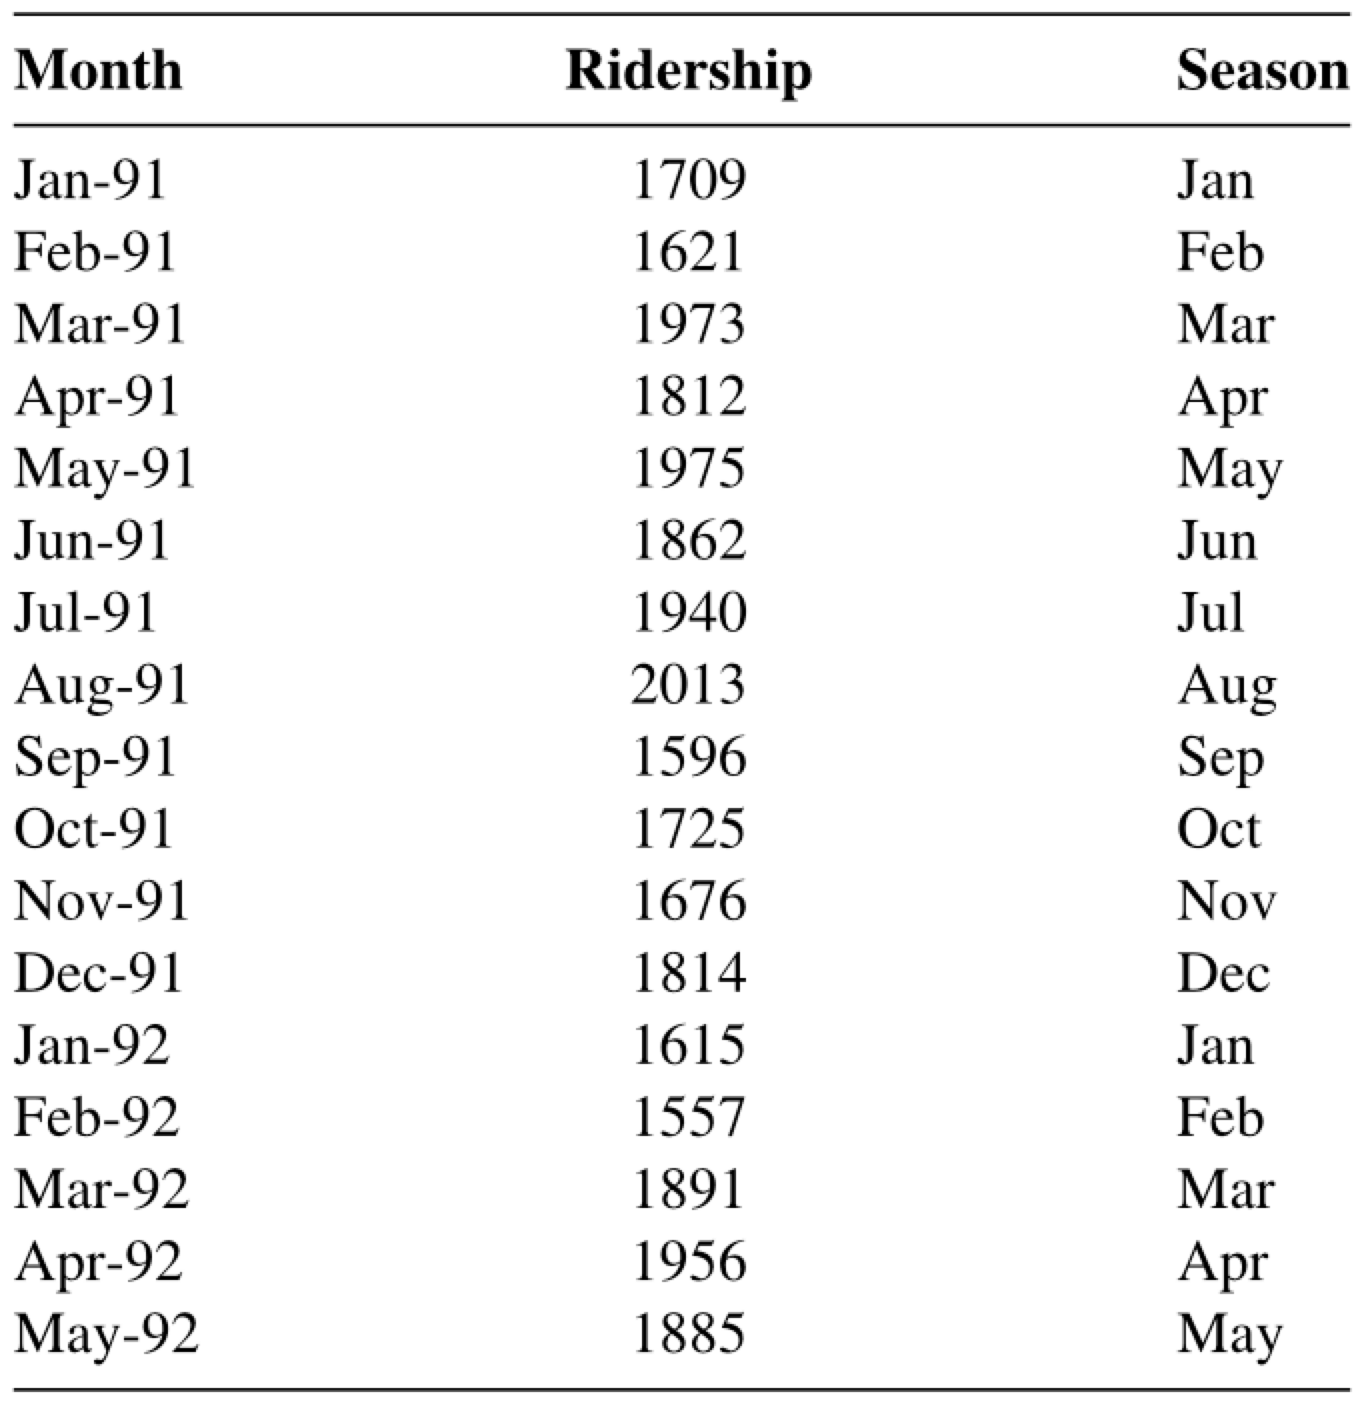 Month Ridership Season
Jan-91 1709 Jan
Feb-91 1621 Feb
Mar-91 1973 Mar
Apr-91 1812 Apr
May-91 1975 May
Jun-91 1862 Jun
Jul-91 1940 Jul
Aug-91 2013 Aug
Sep-91 1596 Sep
Oct-91 1725 Oct
Nov-91 1676 Nov
Dec-91 1814 Dec
Jan-92 1615 Jan
Feb-92 1557 Feb
Mar-92 1891 Mar
Apr-92 1956 Apr
May-92 1885 May